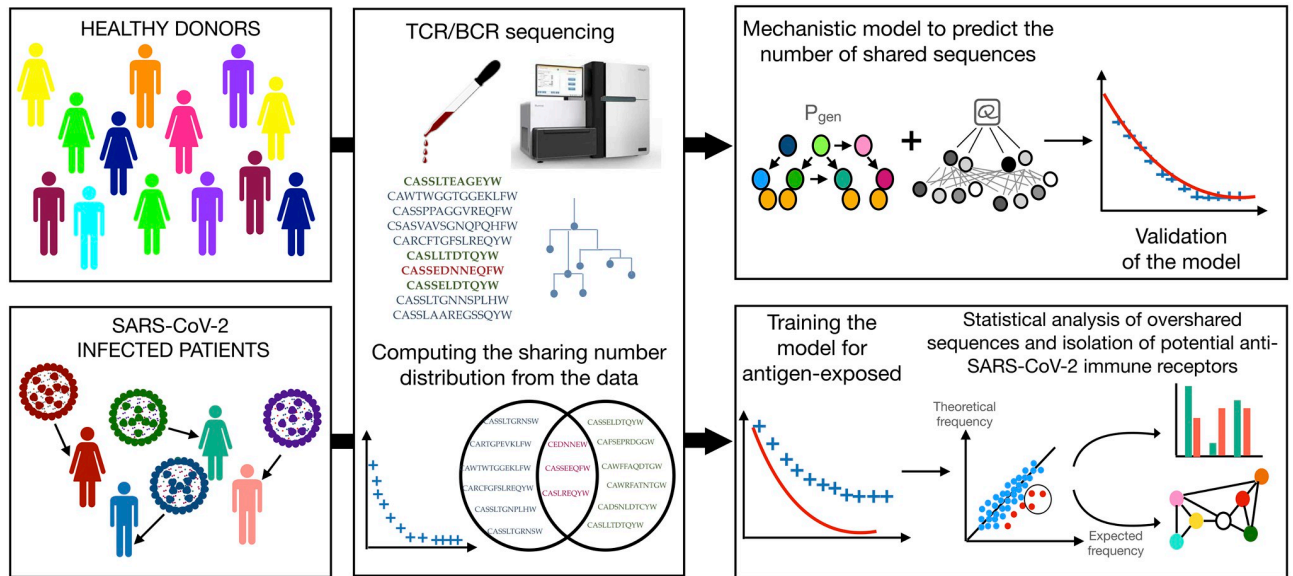 HEALTHY DONORS
SARS-CoV-2
INFECTED PATIENTS
TCR/BCR sequencing
CASSLTEAGEYW
CAWTWGGTGGEKLFW
CASSPPAGGVREQFW
CSASVAVSGNQPQHFW
CARCFTGFSLREQYW
CASLLTDTQYW
CASSEDNNEQFW
CASSELDTQYW
CASSLTGNNSPLHW
CASSLAAREGSSQYW
Computing the sharing number
distribution from the data
CASSLTGRNSW
CARTGPEVKLFW
CAWTWTGGEKLFW
CARCFGFSLREQYW
CASSLTGNPLHW
CASSLTGRNSW
CEDNNEW
CASSEEQFW
CASLREQYW
CASSELDTQYW
CAFSEPRDGGW
CAWFFAQDTGW
CAWRFATNTGW
CADSNLDTCYW
CASLLTDTQYW
Mechanistic model to predict the
number of shared sequences
Pgen
+
Q
Validation
of the model
Training the
model for
antigen-exposed
Statistical analysis of overshared
sequences and isolation of potential anti-
SARS-CoV-2 immune receptors
Theoretical
frequency
Expected
frequency